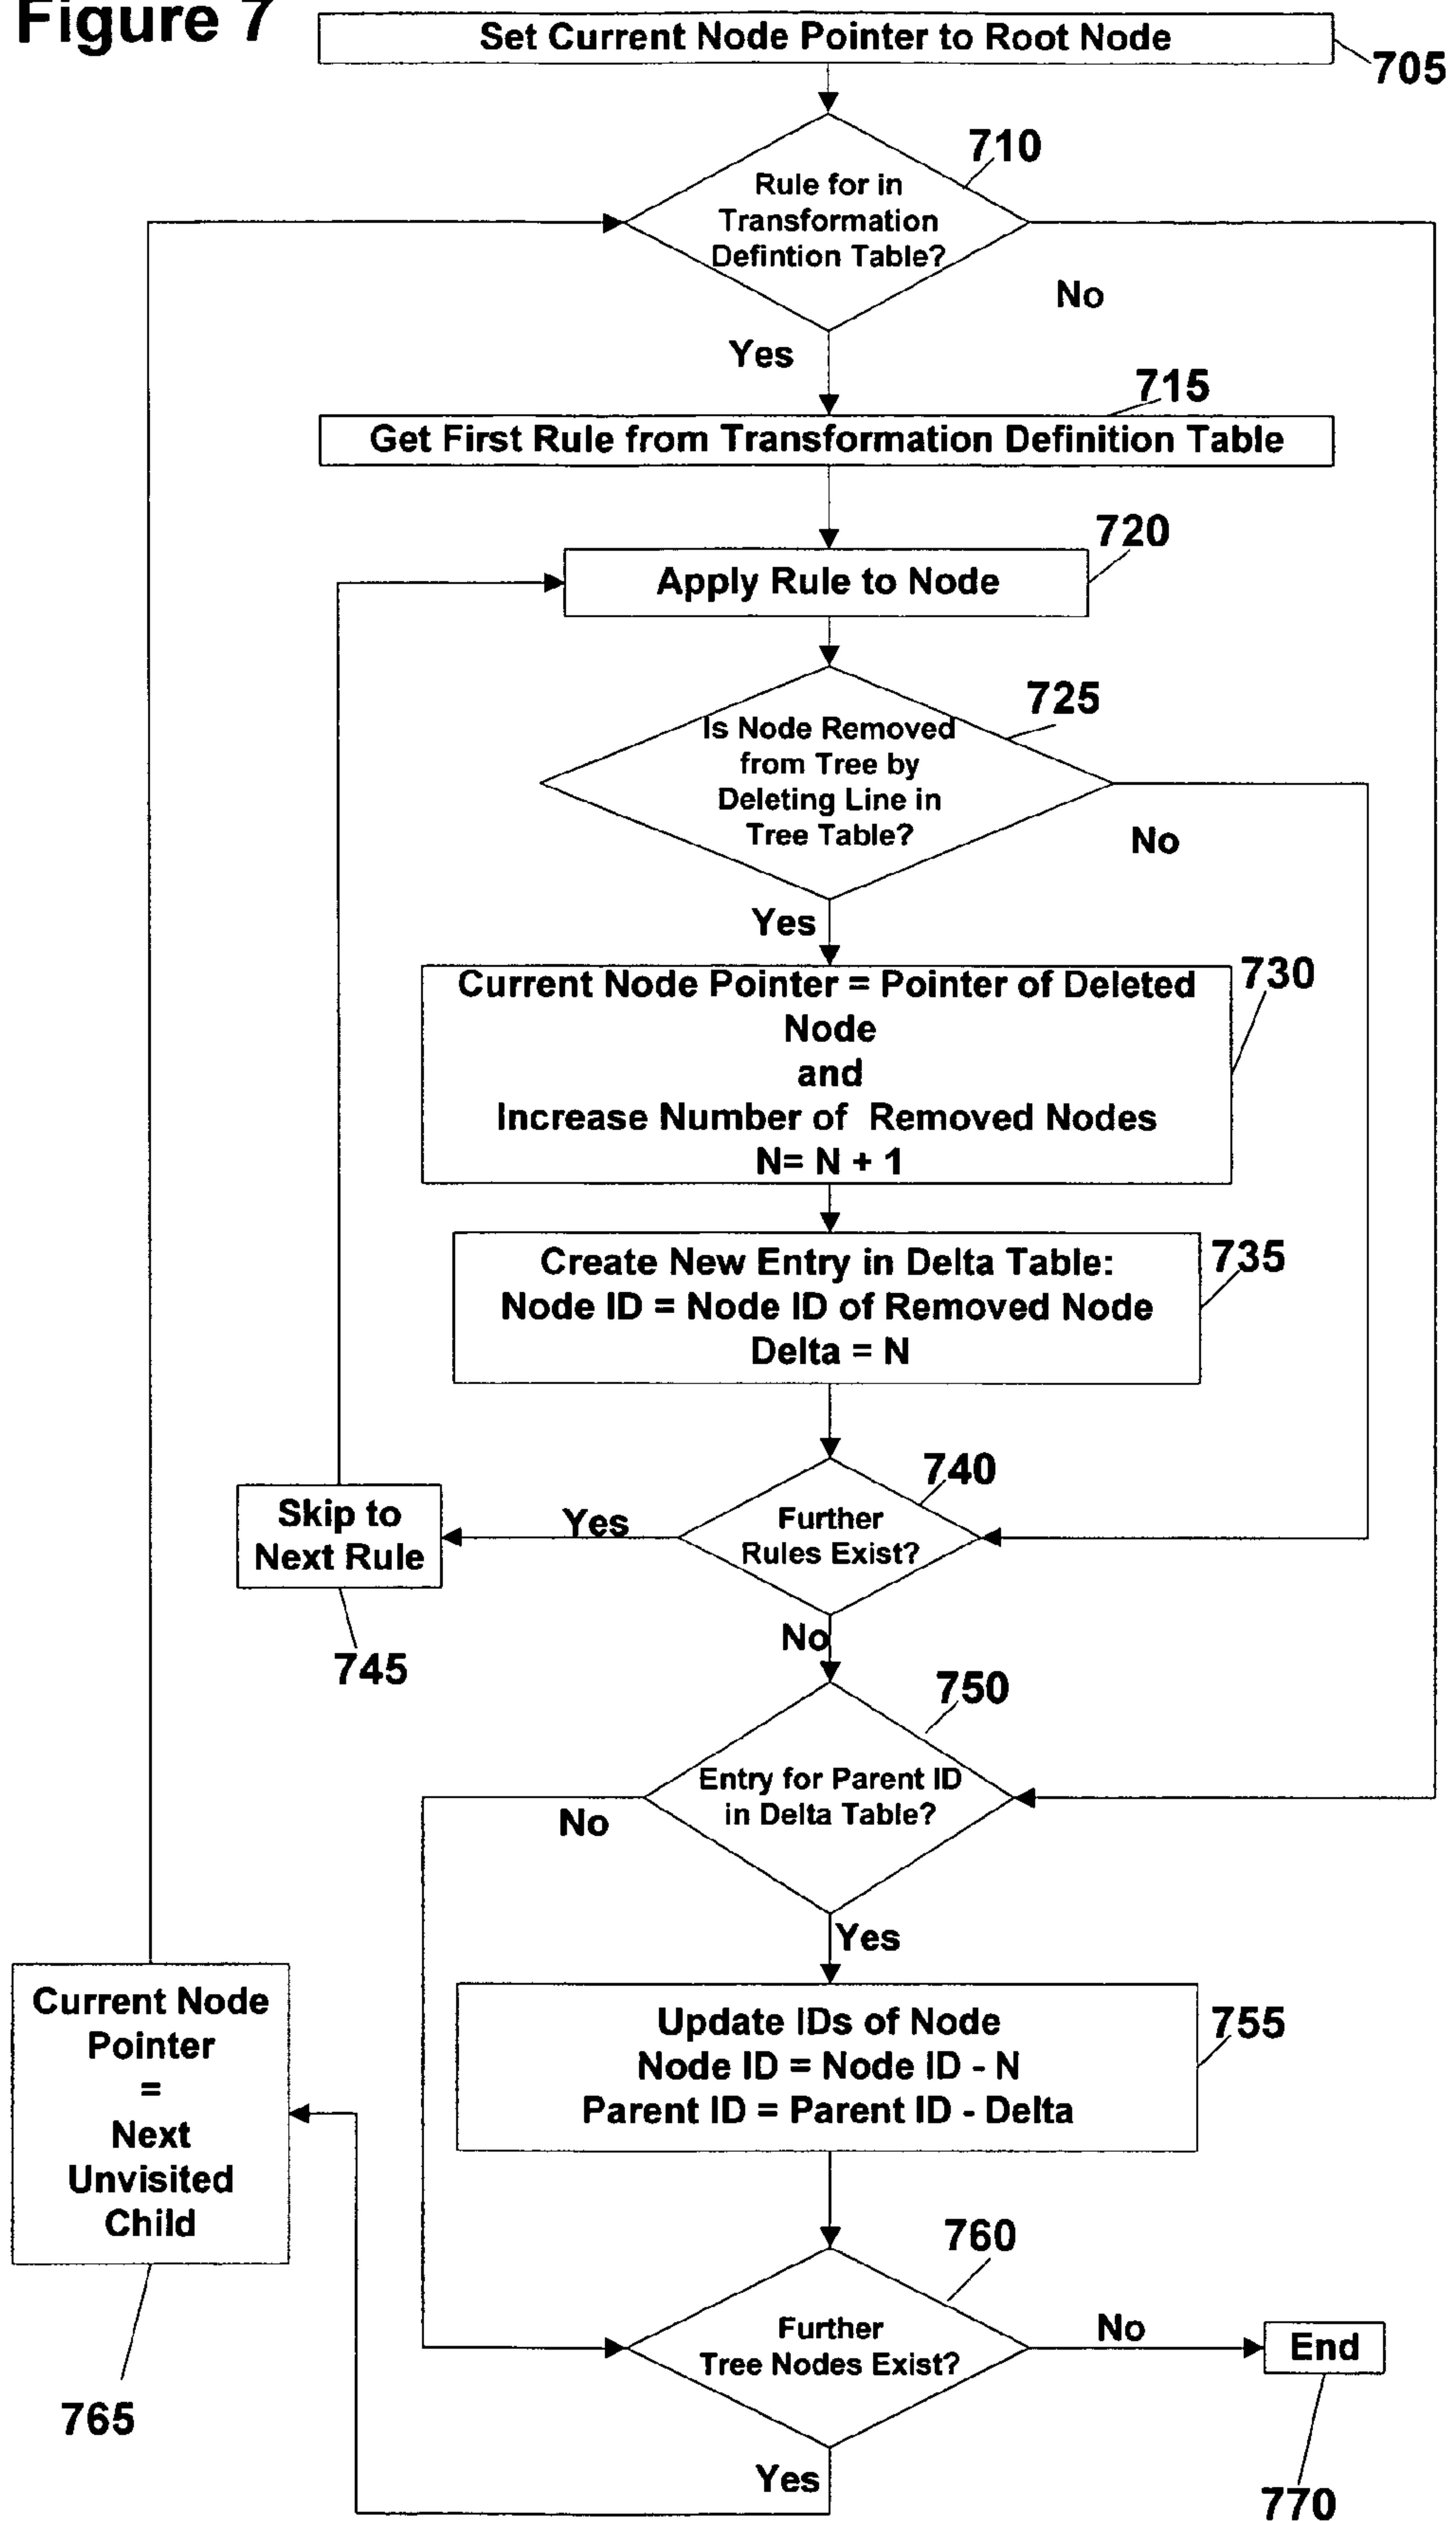 Figure 7
Set Current Node Pointer to Root Node
705
710
Rule for in
Transformation
Defintion Table?
No
Yes
715
Get First Rule from Transformation Definition Table
720
Apply Rule to Node
725
Is Node Removed
from Tree by
Deleting Line in
Tree Table?
No
Yes
730
Current Node Pointer = Pointer of Deleted
Node
and
Increase Number of Removed Nodes
N= N + 1
735
Create New Entry in Delta Table:
Node ID = Node ID of Removed Node
Delta = N
740
Further
Rules Exist?
Yes
Skip to
Next Rule
745
No
750
Entry for Parent ID
in Delta Table?
No
Yes
755
Update IDs of Node
Node ID = Node ID - N
Parent ID = Parent ID - Delta
Current Node
Pointer
=
Next
Unvisited
Child
765
760
Further
Tree Nodes Exist?
No
End
770
Yes